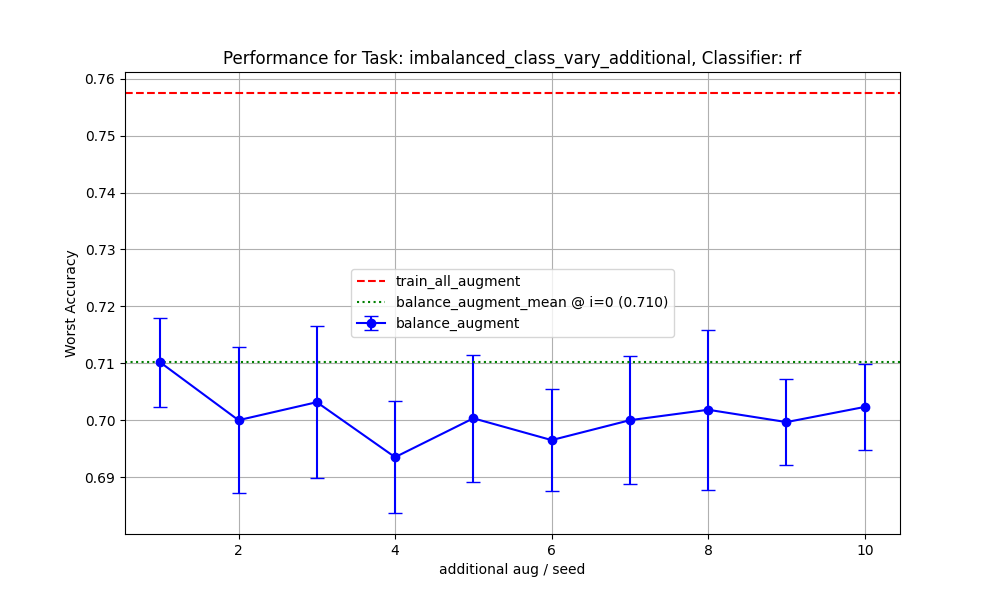 Performance for Task: imbalanced_class_vary_additional, Classifier: rf
0.76
0.75
0.74
0.73
0.72
0.71
0.70
0.69
Worst Accuracy
train_all_augment
balance_augment_mean @ i=0 (0.710)
balance_augment
2 4 6 8 10
additional aug / seed